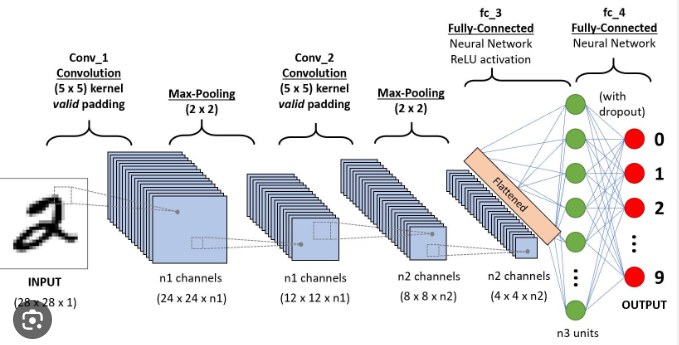 fc_3
Fully-Connected
Neural Network
ReLU activation
fc_4
Fully-Connected
Neural Network
Conv_1
Convolution
(5 x 5) kernel
valid padding
Max-Pooling
(2 x 2)
Conv_2
Convolution
(5 x 5) kernel
valid padding
Max-Pooling
(2 x 2)
(with
dropout)
Flattened
0
1
2
9
OUTPUT
2
INPUT
(28 x 28 x 1)
n1 channels
(24 x 24 x n1)
n1 channels
(12 x 12 x n1)
n2 channels
(8 x 8 x n2)
n2 channels
(4 x 4 x n2)
n3 units